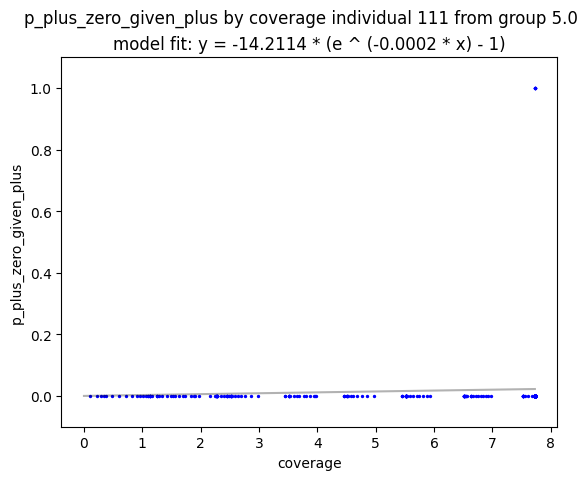 p_plus_zero_given_plus by coverage individual 111 from group 5.0
model fit: y = -14.2114 * (e ^ (-0.0002 * x) - 1)
1.0
0.8
0.6
0.4
0.2
0.0
p_plus_zero_given_plus
0 1 2 3 4 5 6 7 8
coverage